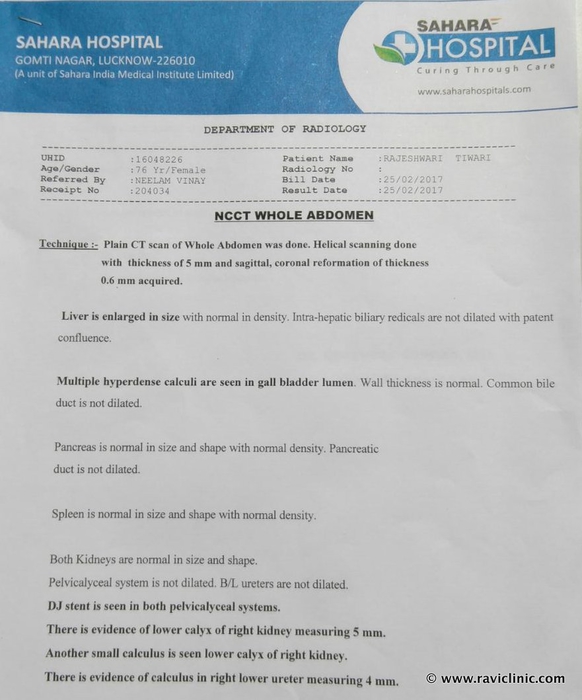 SAHARA HOSPITAL
GOMTI NAGAR, LUCKNOW-226010
(A unit of Sahara India Medical Institute Limited)
SAHARA
HOSPITAL
Curing Through Care
www.saharahospitals.com
DEPARTMENT OF RADIOLOGY
UHID :16048226 Patient Name :RAJESHWARI TIWARI
Age/Gender :76 Yr/Female Radiology No :
Referred By :NEELAM VINAY Bill Date :25/02/2017
Receipt No :204034 Result Date :25/02/2017
NCCT WHOLE ABDOMEN
Technique :- Plain CT scan of Whole Abdomen was done. Helical scanning done
with thickness of 5 mm and sagittal, coronal reformation of thickness
0.6 mm acquired.
Liver is enlarged in size with normal in density. Intra-hepatic biliary redicals are not dilated with patent
confluence.
Multiple hyperdense calculi are seen in gall bladder lumen. Wall thickness is normal. Common bile
duct is not dilated.
Pancreas is normal in size and shape with normal density. Pancreatic
duct is not dilated.
Spleen is normal in size and shape with normal density.
Both Kidneys are normal in size and shape.
Pelvicalyceal system is not dilated. B/L ureters are not dilated.
DJ stent is seen in both pelvicalyceal systems.
There is evidence of lower calyx of right kidney measuring 5 mm.
Another small calculus is seen lower calyx of right kidney.
There is evidence of calculus in right lower ureter measuring 4 mm.
© www.raviclinic.com